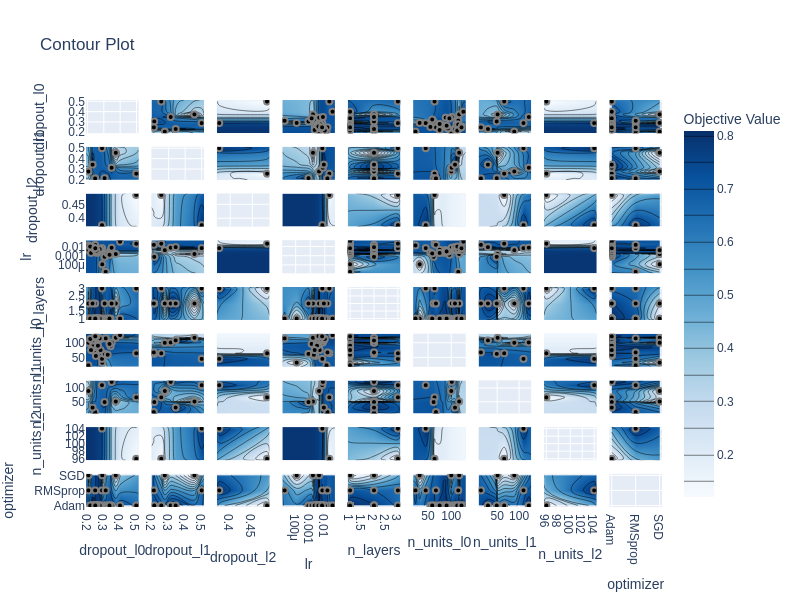 Contour Plot
Objective Value
0.8
0.7
0.6
0.5
0.4
0.3
0.2
dropout_l0
0.5
0.4
0.3
0.2
dropout_l1
0.5
0.4
0.3
0.2
dropout_l2
0.45
0.4
lr
0.01
0.001
100μ
n_layers
3
2.5
2
1.5
1
n_units_l0
100
50
n_units_l1
100
50
n_units_l2
104
102
100
98
96
optimizer
SGD
RMSprop
Adam
0.2 0.3 0.4 0.5
0.2 0.3 0.4 0.5
0.4 0.45
100μ 0.001 0.01
1 1.5 2 2.5 3
50 100
50 100
96 98 100 102 104
Adam RMSprop SGD
dropout_l0
dropout_l1
dropout_l2
lr
n_layers
n_units_l0
n_units_l1
n_units_l2
optimizer